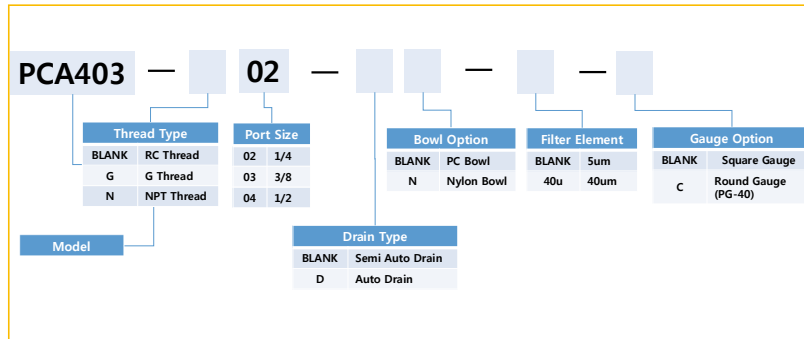 PCA403 — 02 — — —
Thread Type
BLANK RC Thread
G G Thread
N NPT Thread
Port Size
02 1/4
03 3/8
04 1/2
Bowl Option
BLANK PC Bowl
N Nylon Bowl
Filter Element
BLANK 5um
40u 40um
Gauge Option
BLANK Square Gauge
C Round Gauge
(PG-40)
Model
Drain Type
BLANK Semi Auto Drain
D Auto Drain